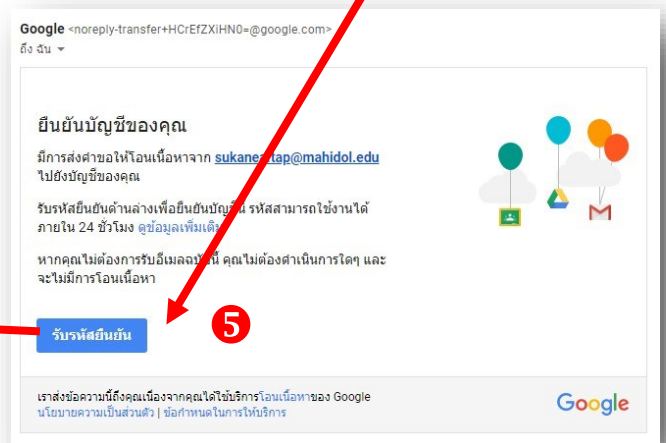 Google <noreply-transfer+HCrEfZXiHN0=@google.com>
ถึง ฉัน
ยืนยันบัญชีของคุณ
มีการส่งคำขอให้โอนเนื้อหาจาก @mahidol.edu
ไปยังบัญชีของคุณ
รับรหัสยืนยันด้านล่างเพื่อยืนยันบัญชีนี้ รหัสสามารถใช้งานได้
ภายใน 24 ชั่วโมง ดูข้อมูลเพิ่มเติม
หากคุณไม่ต้องการรับอีเมลฉบับนี้ คุณไม่ต้องดำเนินการใดๆ และ
จะไม่มีการโอนเนื้อหา
รับรหัสยืนยัน
5
เราส่งข้อความนี้ถึงคุณเนื่องจากคุณได้ใช้บริการโอนเนื้อหาของ Google
นโยบายความเป็นส่วนตัว | ข้อกำหนดในการให้บริการ
Google